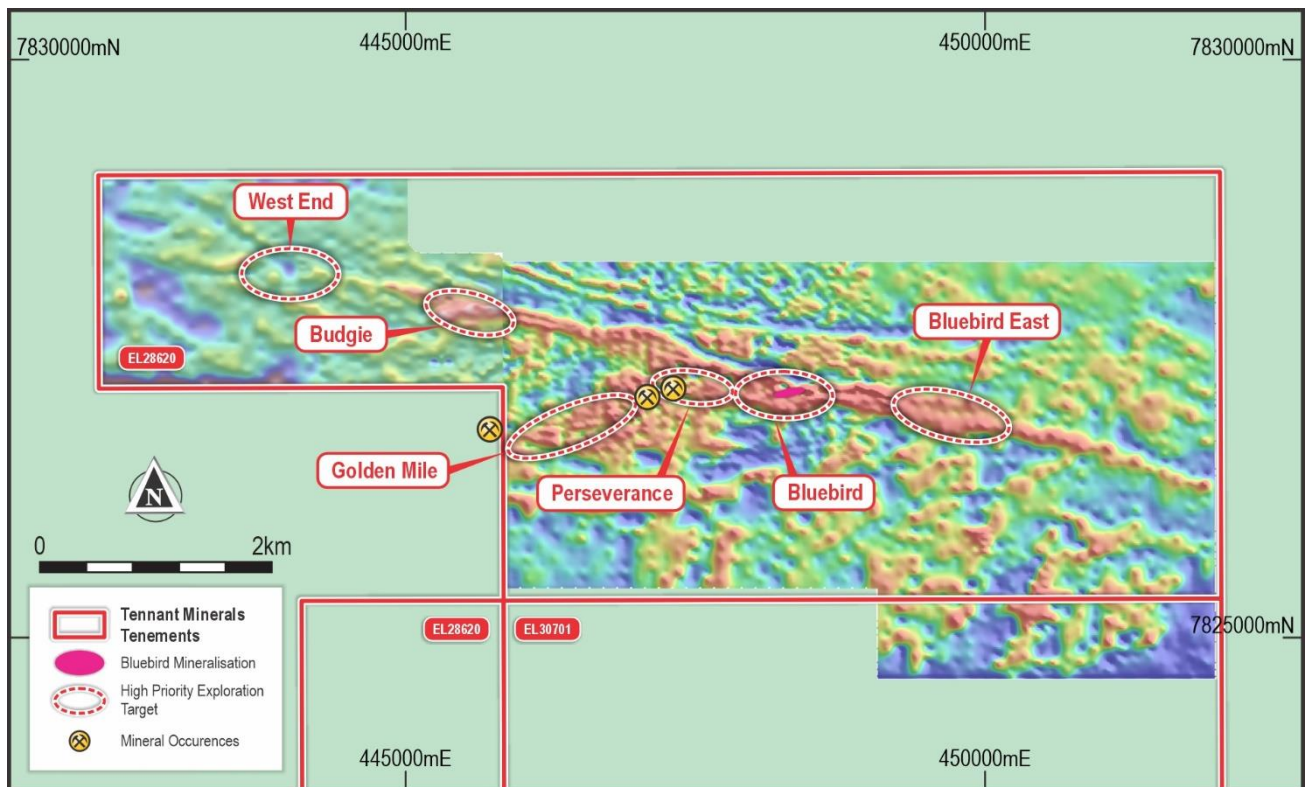 445000mE
450000mE
7830000mN
7830000mN
West End
Budgie
Bluebird East
EL28620
Golden Mile
Perseverance
Bluebird
N
0
2km
Tennant Minerals
Tenements
Bluebird Mineralisation
High Priority Exploration
Target
Mineral Occurences
EL28620
EL30701
7825000mN
445000mE
450000mE